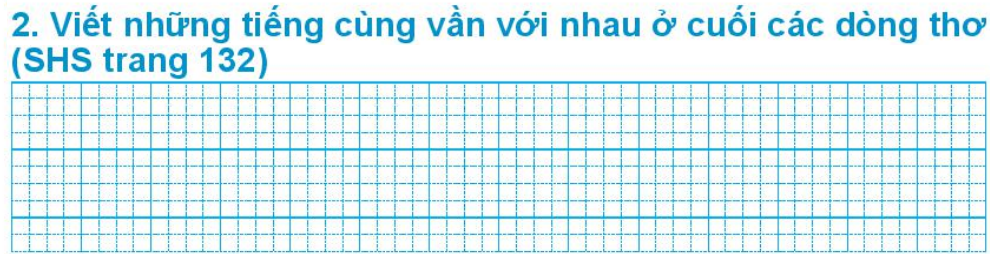 2. Viết những tiếng cùng vần với nhau ở cuối các dòng thơ
(SHS trang 132)